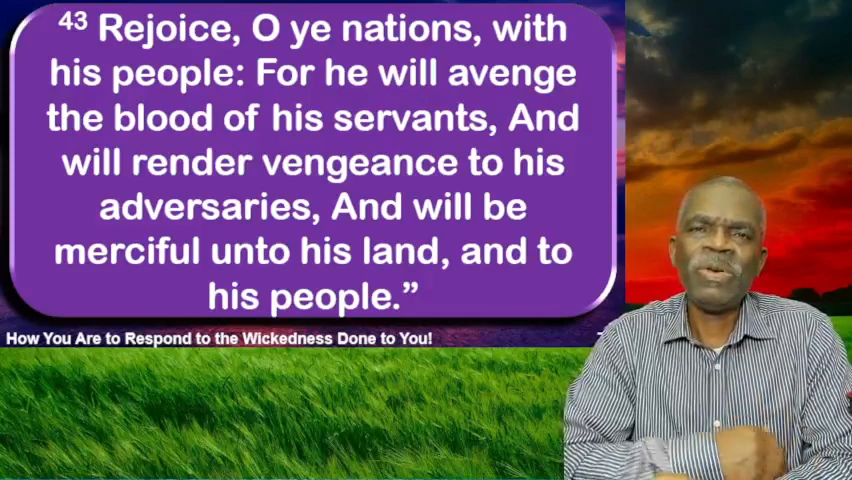 43 Rejoice, O ye nations, with
his people: For he will avenge
the blood of his servants, And
will render vengeance to his
adversaries, And will be
merciful unto his land, and to
his people.”
How You Are to Respond to the Wickedness Done to You!